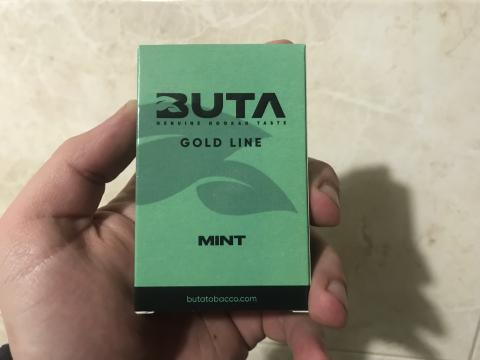 BUTA
GENUINE HOOKAH TASTE
GOLD LINE
MINT
butatobacco.com